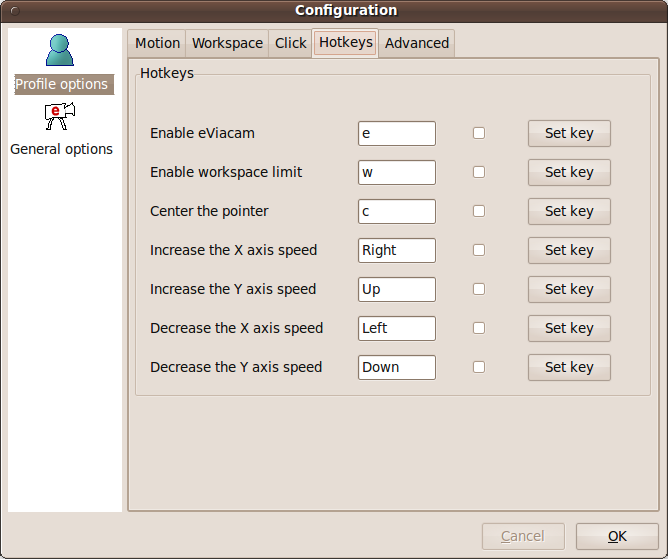 Configuration
Profile options
e
General options
Motion Workspace Click Hotkeys Advanced
Hotkeys
Enable eViacam e Set key
Enable workspace limit w Set key
Center the pointer c Set key
Increase the X axis speed Right Set key
Increase the Y axis speed Up Set key
Decrease the X axis speed Left Set key
Decrease the Y axis speed Down Set key
Cancel OK